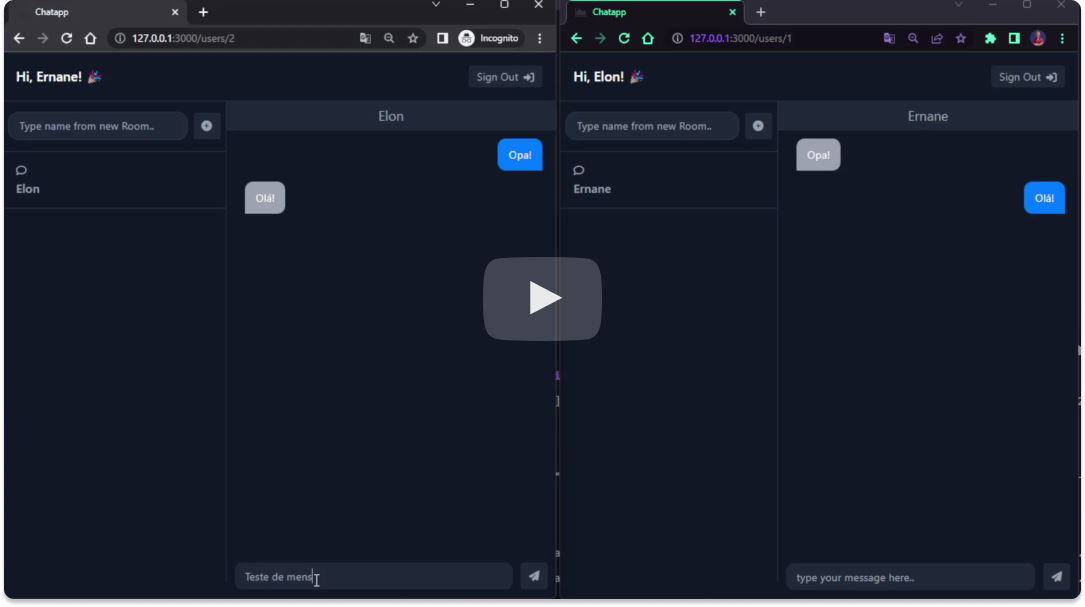 Chatapp
127.0.0.1:3000/users/2
Incognito
Hi, Ernane! 🎉
Sign Out
Type name from new Room..
Elon
Elon
Opa!
Olá!
Teste de mens
Chatapp
127.0.0.1:3000/users/1
Hi, Elon! 🎉
Sign Out
Type name from new Room..
Ernane
Ernane
Opa!
Olá!
type your message here..